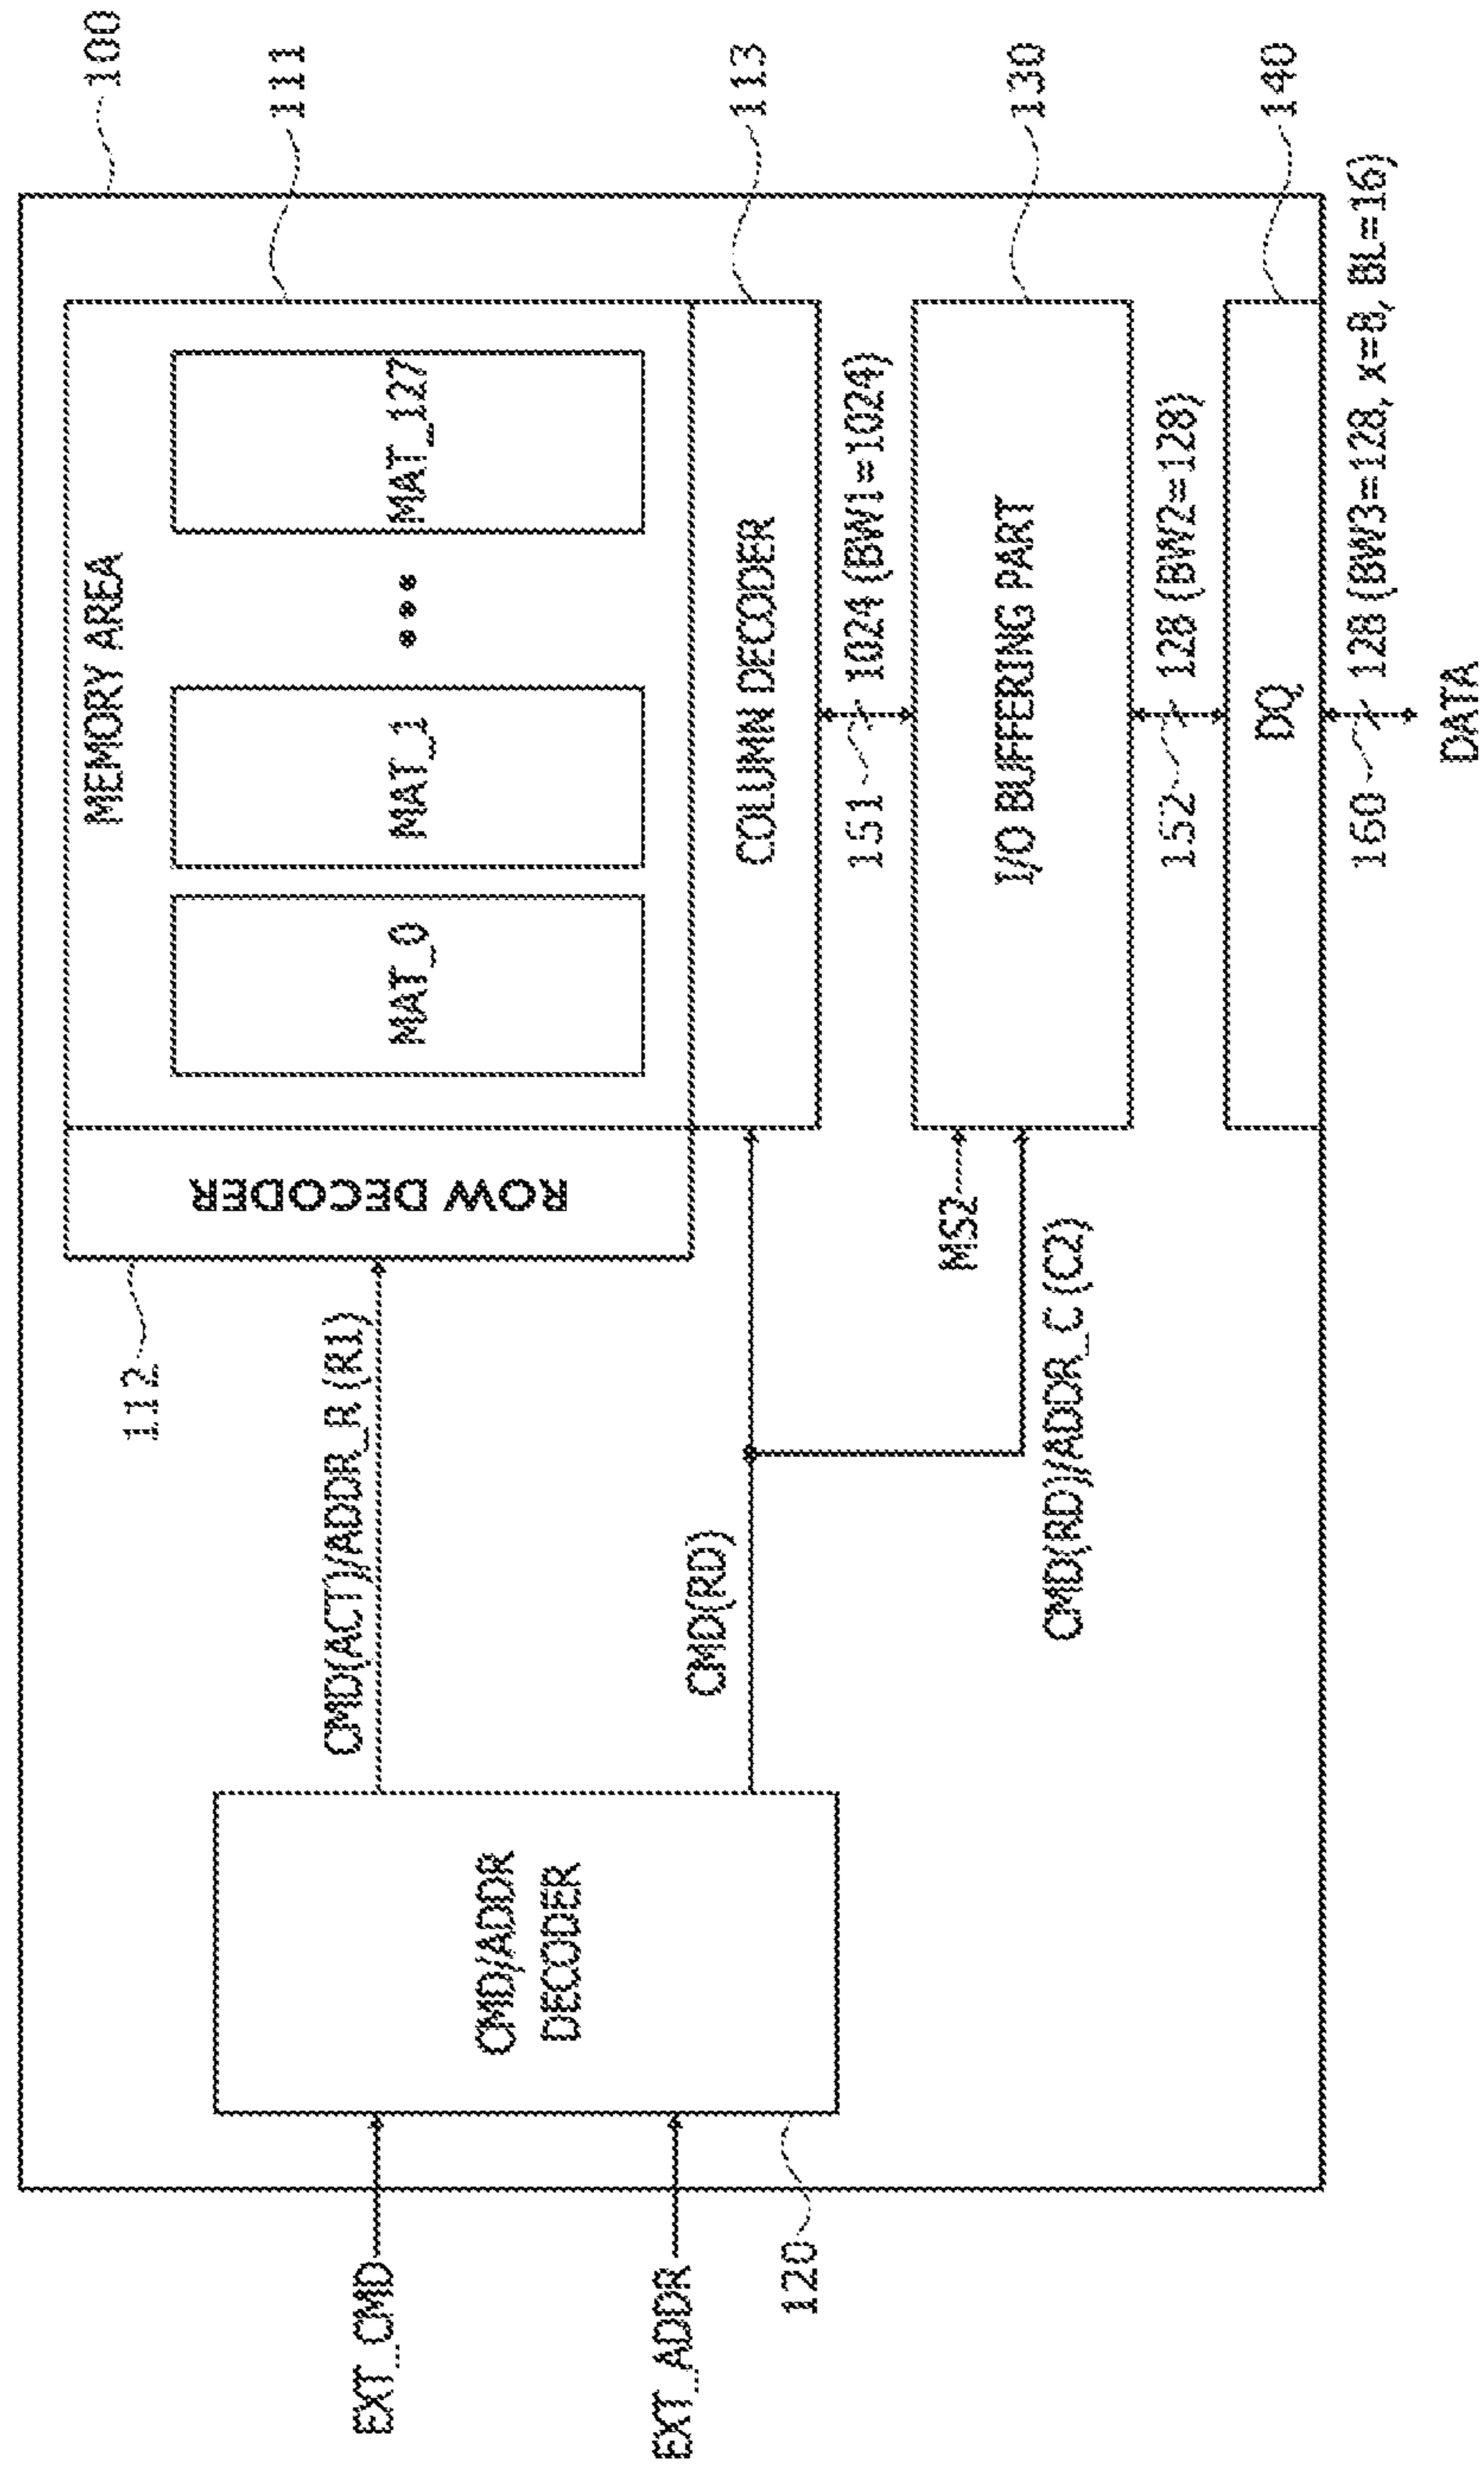 100
MEMORY AREA
111
MAT_0
MAT_1
MAT_127
ROW DECODER
112
CMD(ACT)/ADDR_R (R1)
COLUMN DECODER
113
CMD/ADDR
DECODER
CMD(RD)
EXT_CMD
EXT_ADDR
120
151
1024 (BW1=1024)
MS2
I/O BUFFERING PART
130
CMD(RD)/ADDR_C (C2)
152
128 (BW2=128)
DQ
140
160
128 (BW3=128, x=8, BL=16)
DATA